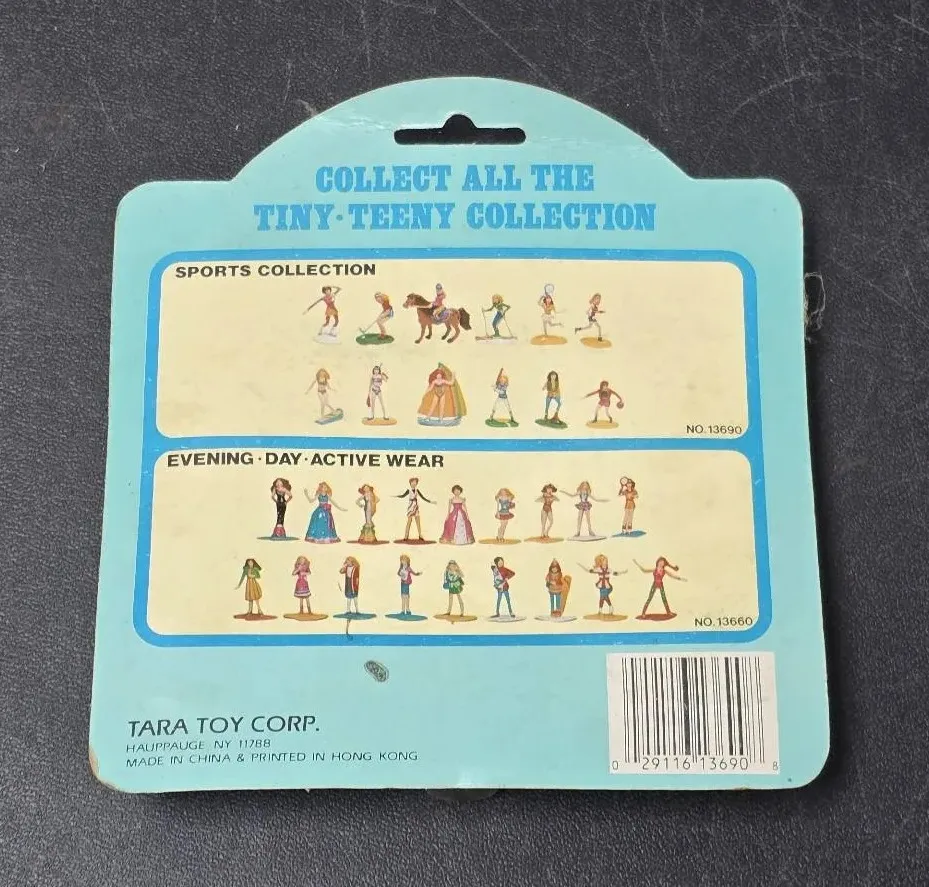 COLLECT ALL THE
TINY·TEENY COLLECTION
SPORTS COLLECTION
NO. 13690
EVENING·DAY·ACTIVE WEAR
NO. 13660
TARA TOY CORP.
HAUPPAUGE NY 11788
MADE IN CHINA & PRINTED IN HONG KONG
0 29116 13690 8